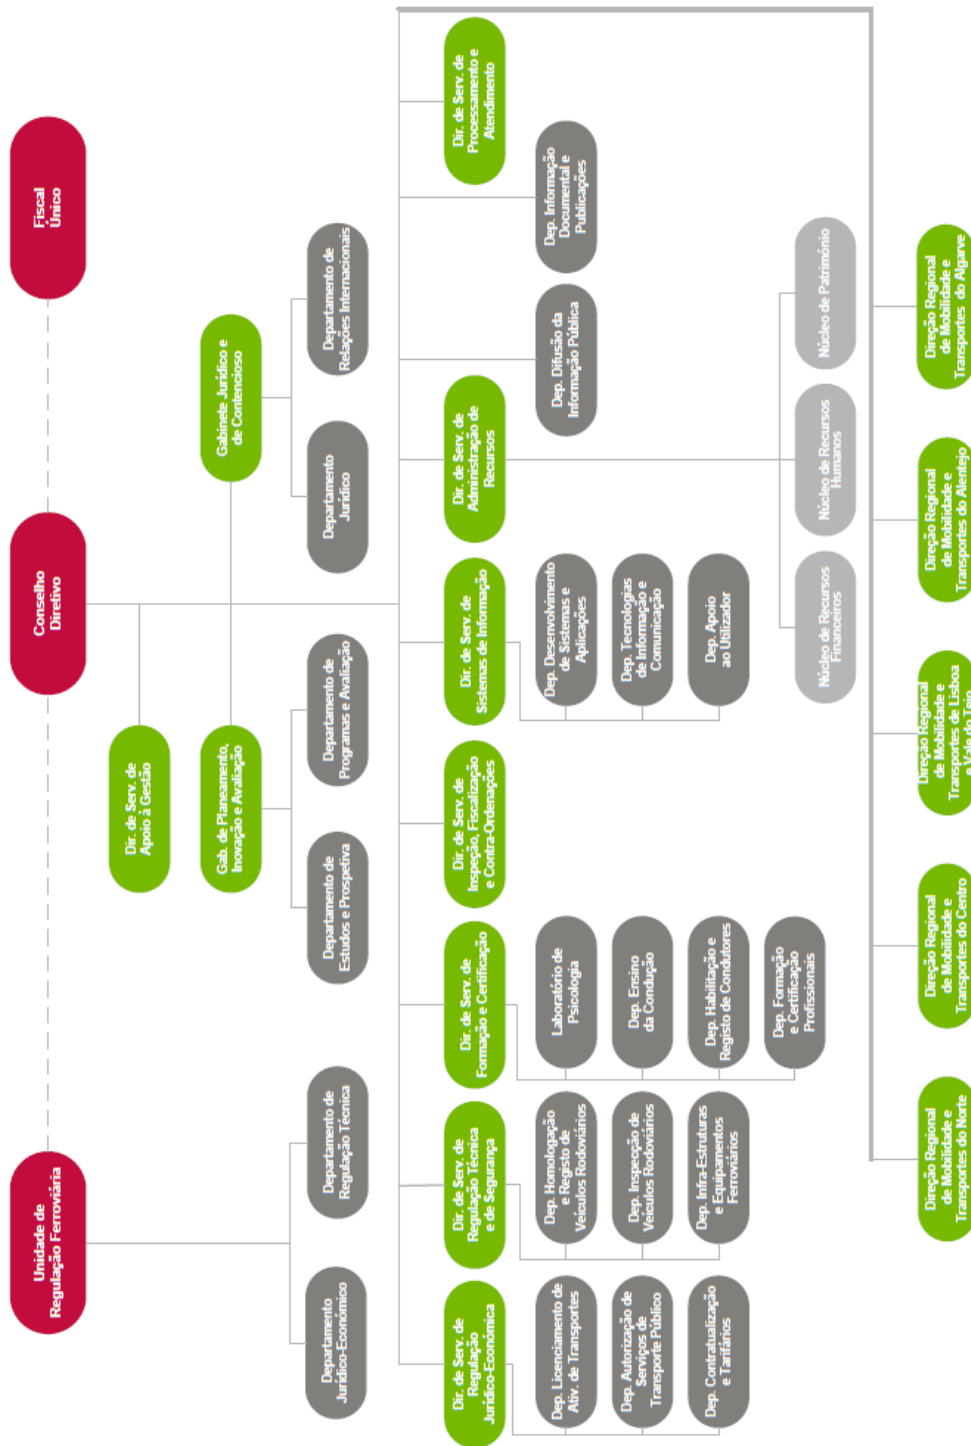 Unidade de
Regulação Ferroviária
Conselho
Diretivo
Fiscal
Único
Dir. de Serv. de
Apoio à Gestão
Gab. de Planeamento,
Inovação e Avaliação
Gabinete Jurídico e
de Contencioso
Departamento
Jurídico-Económico
Departamento de
Regulação Técnica
Departamento de
Estudos e Prospetiva
Departamento de
Programas e Avaliação
Departamento
Jurídico
Departamento de
Relações Internacionais
Dir. de Serv. de
Regulação
Jurídico-Económica
Dir. de Serv. de
Regulação Técnica
e de Segurança
Dir. de Serv. de
Formação e Certificação
Dir. de Serv. de
Inspeção, Fiscalização
e Contra-Ordenações
Dir. de Serv. de
Sistemas de Informação
Dir. de Serv. de
Administração de
Recursos
Dir. de Serv. de
Processamento e
Atendimento
Dep. Licenciamento de
Ativ. de Transportes
Dep. Autorização de
Serviços de
Transporte Público
Dep. Contratualização
e Tarifários
Dep. Homologação
e Registo de
Veículos Rodoviários
Dep. Inspecção de
Veículos Rodoviários
Dep. Infra-Estruturas
e Equipamentos
Ferroviários
Laboratório de
Psicologia
Dep. Ensino
da Condução
Dep. Habilitação e
Registo de Condutores
Dep. Formação
e Certificação
Profissionais
Dep. Desenvolvimento
de Sistemas e
Aplicações
Dep. Tecnologias
de Informação e
Comunicação
Dep. Apoio
ao Utilizador
Dep. Difusão da
Informação Pública
Dep. Informação
Documental e
Publicações
Núcleo de Recursos
Financeiros
Núcleo de Recursos
Humanos
Núcleo de Património
Direção Regional
de Mobilidade e
Transportes do Norte
Direção Regional
de Mobilidade e
Transportes do Centro
Direção Regional
de Mobilidade e
Transportes de Lisboa
e Vale do Tejo
Direção Regional
de Mobilidade e
Transportes do Alentejo
Direção Regional
de Mobilidade e
Transportes do Algarve